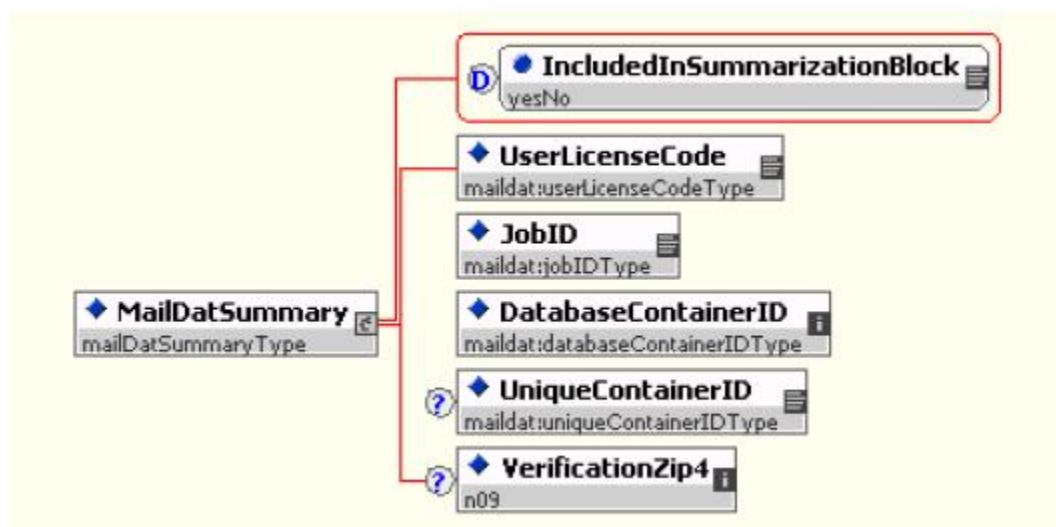 D
IncludedInSummarizationBlock
yesNo
UserLicenseCode
maildat:userLicenseCodeType
JobID
maildat:jobIDType
MailDatSummary
mailDatSummaryType
DatabaseContainerID
maildat:databaseContainerIDType
?
UniqueContainerID
maildat:uniqueContainerIDType
?
VerificationZip4
n09